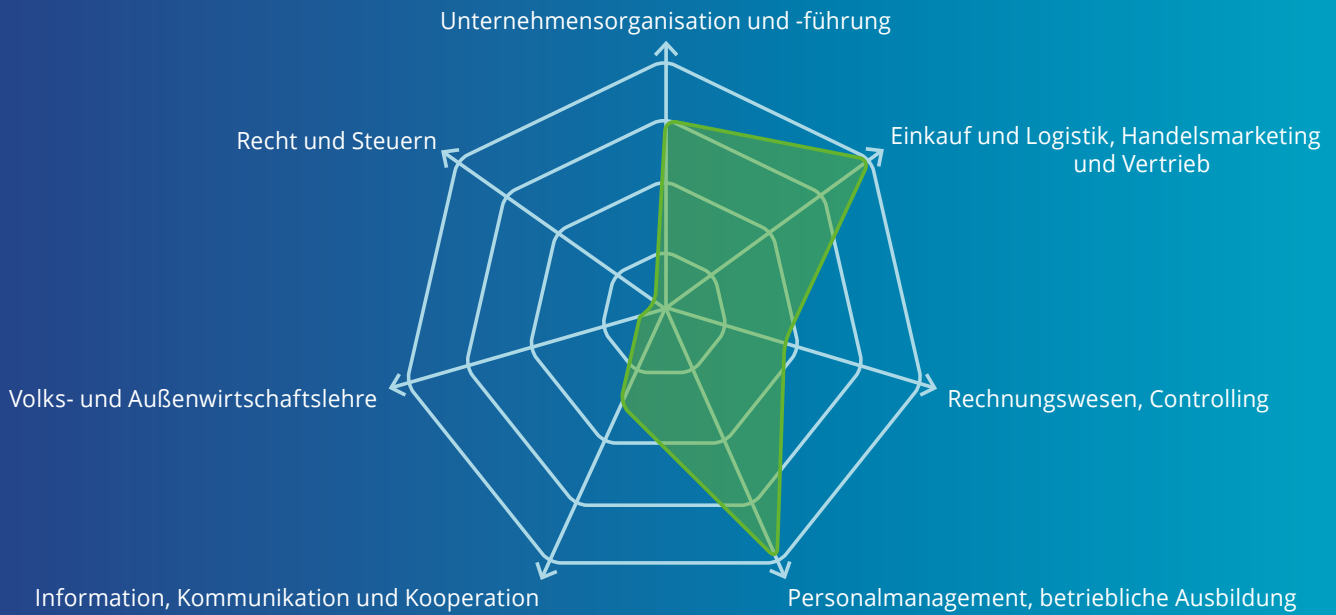 Unternehmensorganisation und -führung
Recht und Steuern
Einkauf und Logistik, Handelsmarketing
und Vertrieb
Volks- und Außenwirtschaftslehre
Rechnungswesen, Controlling
Information, Kommunikation und Kooperation
Personalmanagement, betriebliche Ausbildung